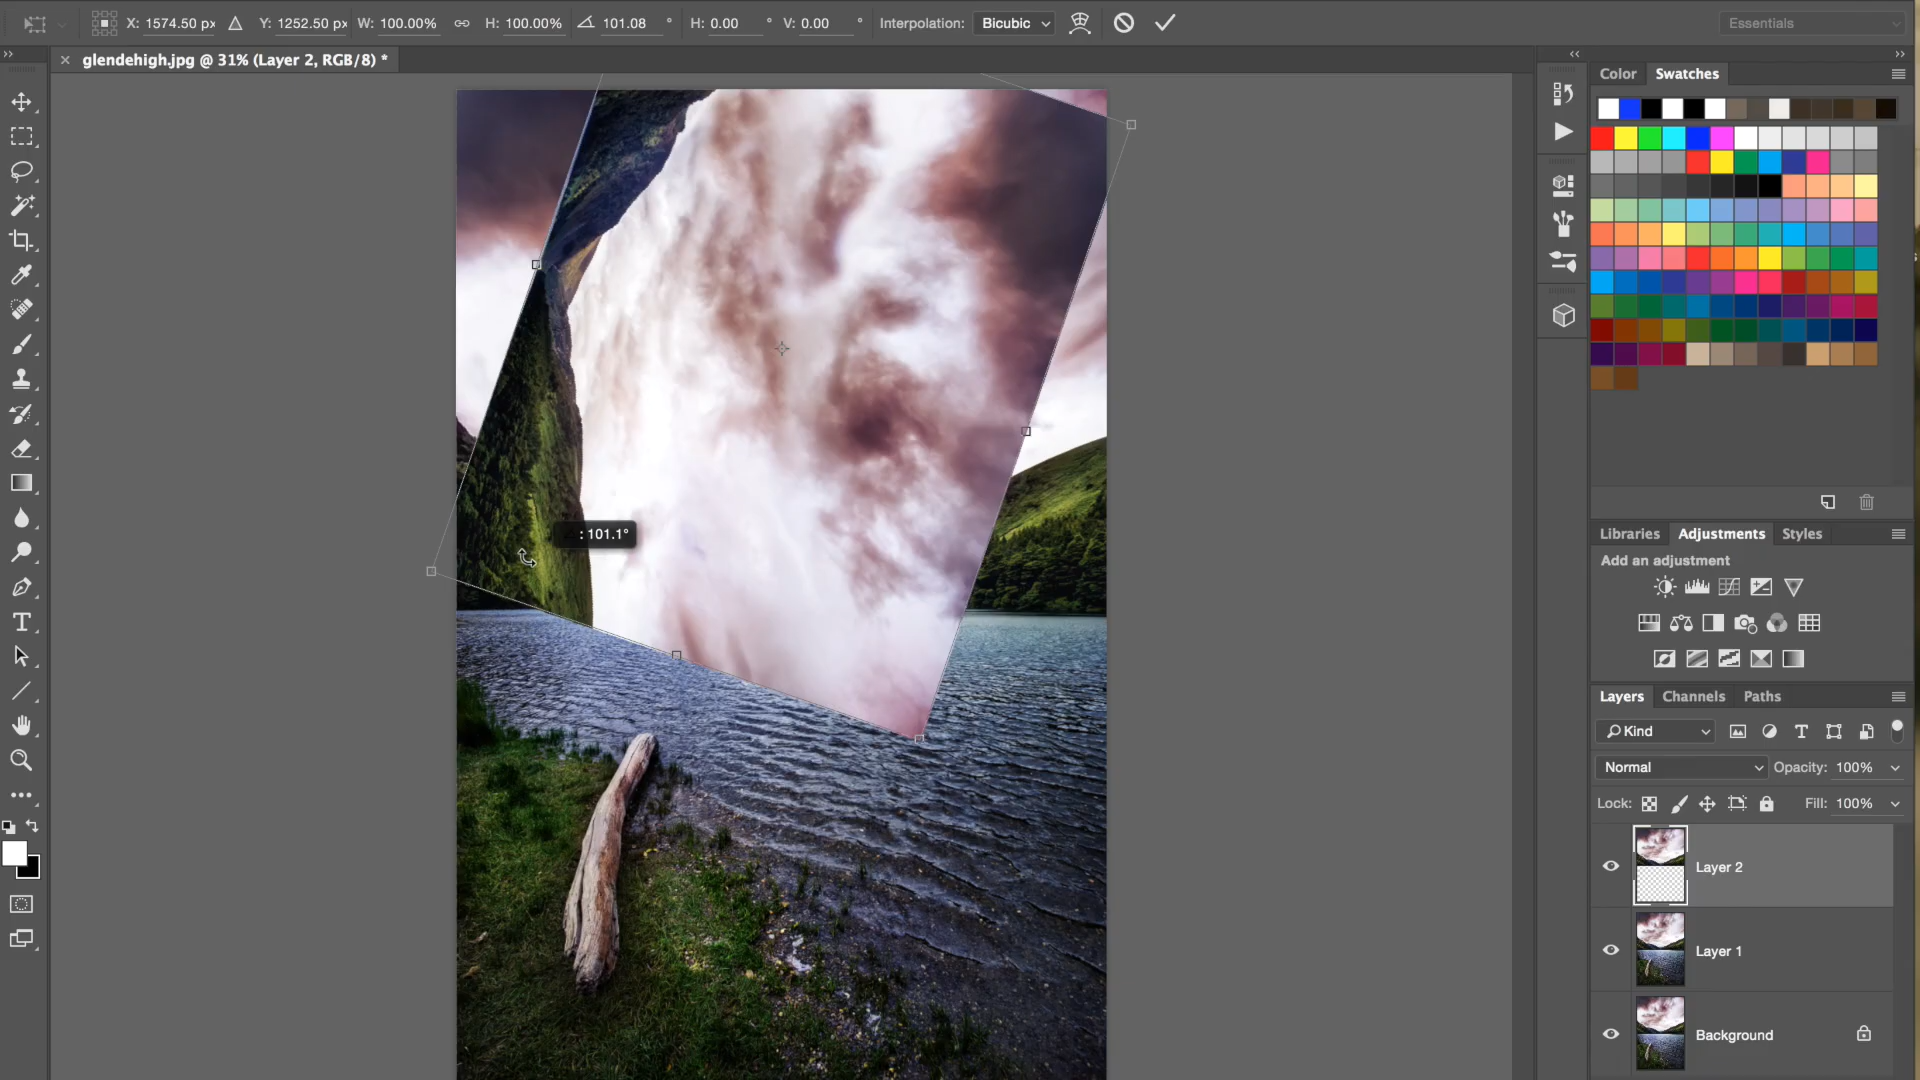 X: 1574.50 px Y: 1252.50 px W: 100.00% H: 100.00% 101.08 ° H: 0.00 ° V: 0.00 ° Interpolation: Bicubic Essentials
glendehigh.jpg @ 31% (Layer 2, RGB/8) *
Color Swatches
: 101.1°
Libraries Adjustments Styles
Add an adjustment
Layers Channels Paths
Kind
Normal Opacity: 100%
Lock: Fill: 100%
Layer 2
Layer 1
Background